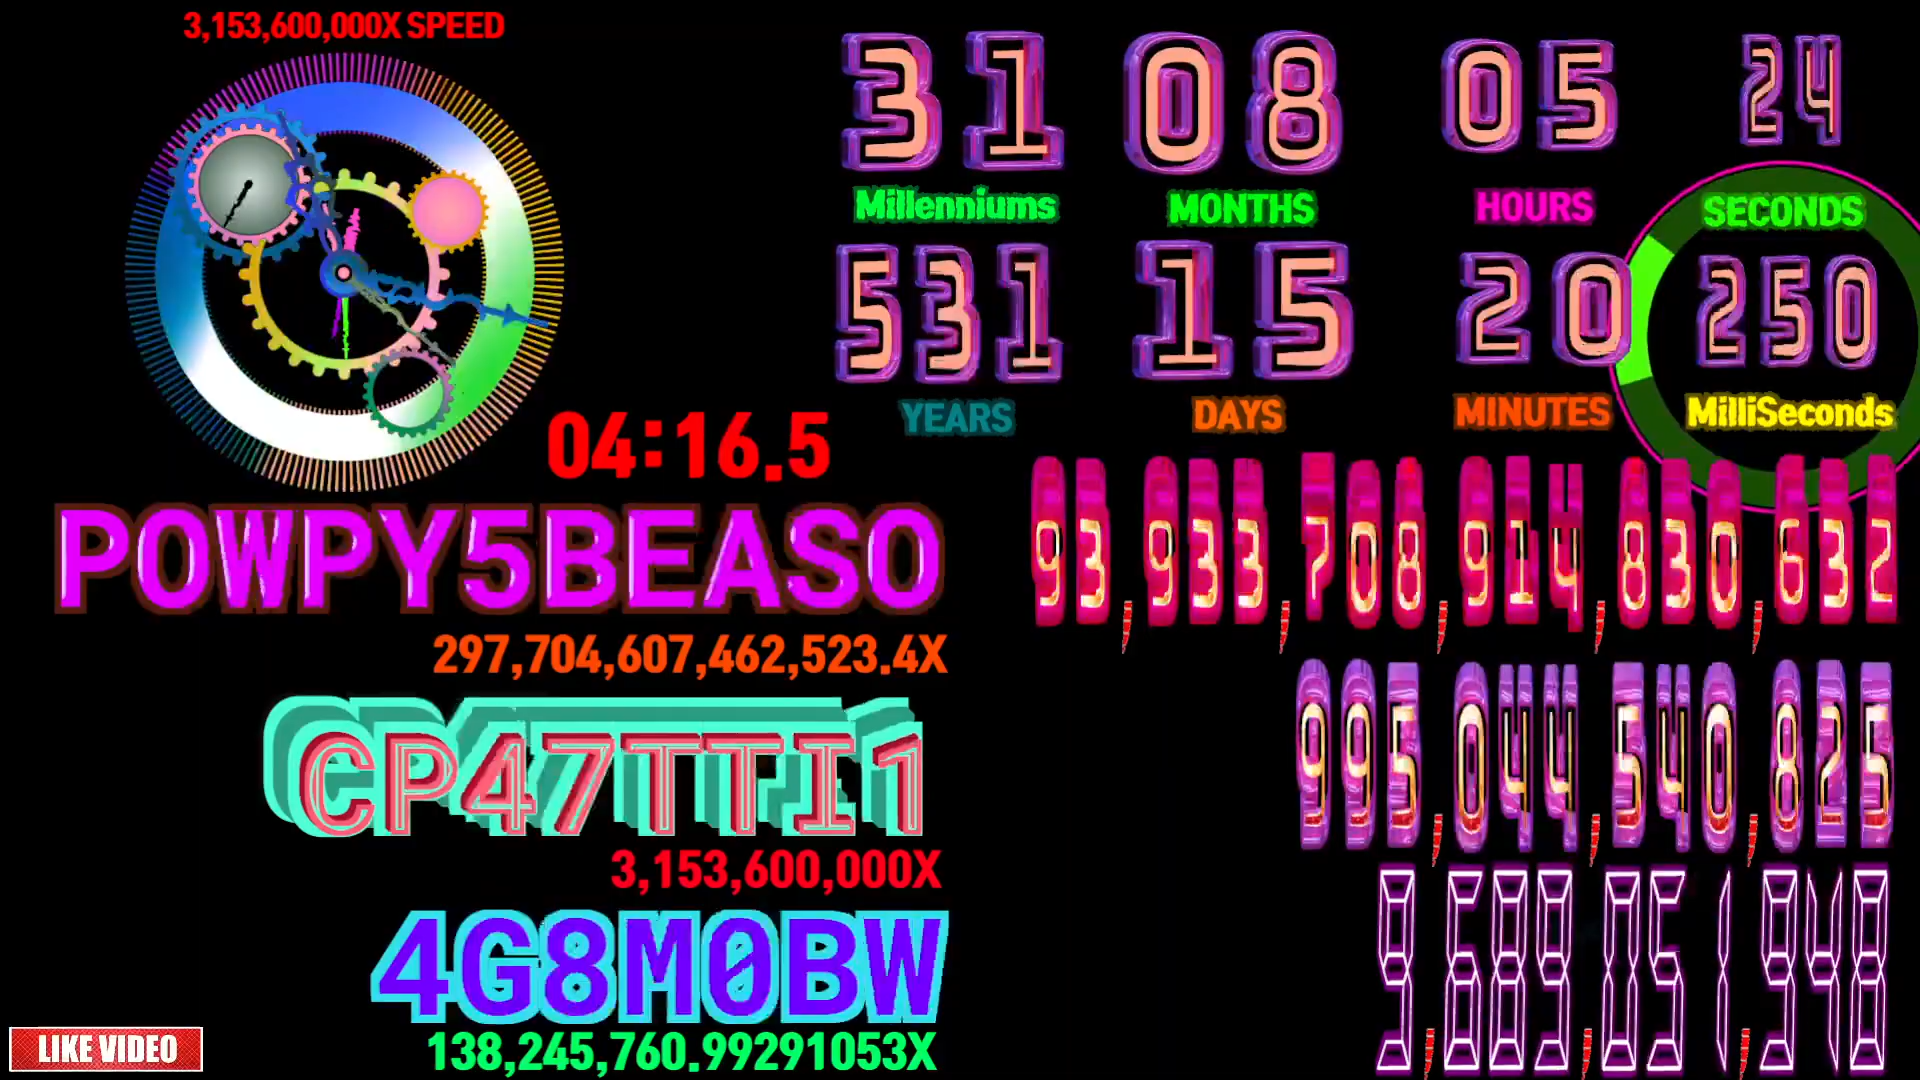 3,153,600,000X SPEED
31 08 05 24
Millenniums MONTHS HOURS SECONDS
531 15 20 250
YEARS DAYS MINUTES MilliSeconds
04:16.5
93,933,708,914,830,632
POWPY5BEASO
297,704,607,462,523.4X
995,044,540,825
CP47TTI1
3,153,600,000X
9,689,051,948
4G8M0BW
138,245,760.99291053X
LIKE VIDEO